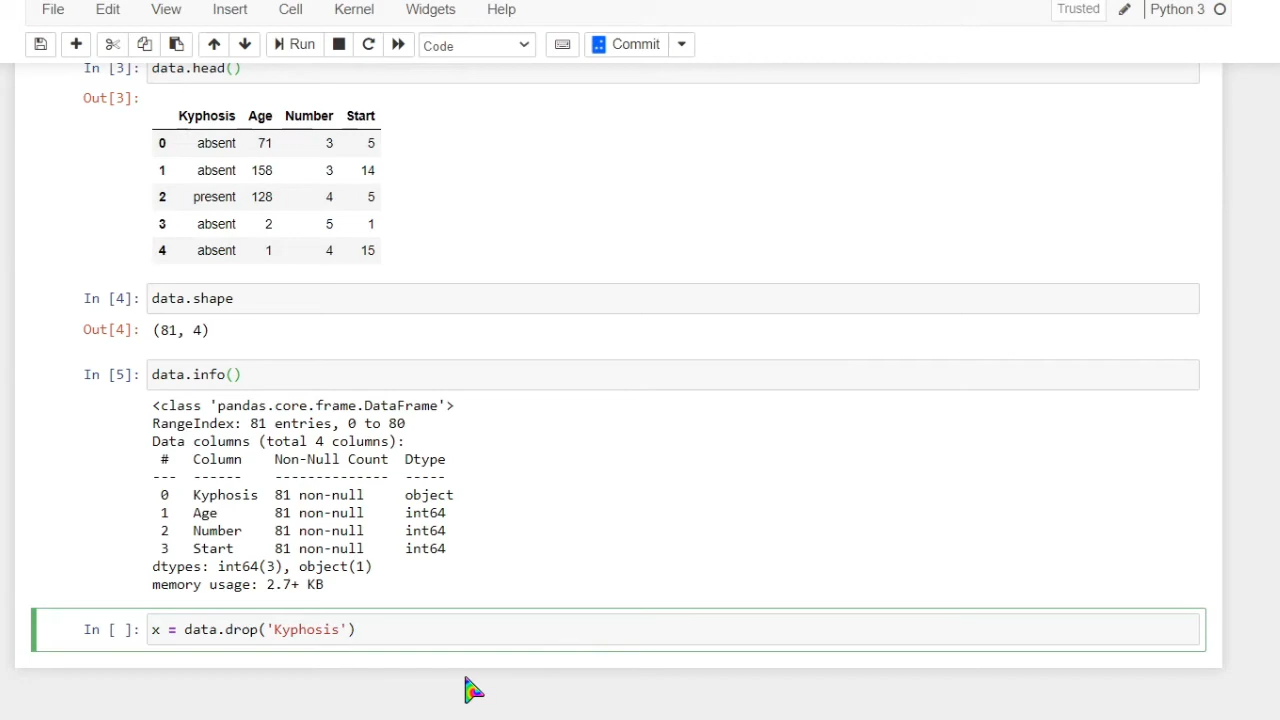 File Edit View Insert Cell Kernel Widgets Help Trusted Python 3
Run Code Commit
In [3]: data.head()
Out[3]:
Kyphosis Age Number Start
0 absent 71 3 5
1 absent 158 3 14
2 present 128 4 5
3 absent 2 5 1
4 absent 1 4 15
In [4]: data.shape
Out[4]: (81, 4)
In [5]: data.info()
<class 'pandas.core.frame.DataFrame'>
RangeIndex: 81 entries, 0 to 80
Data columns (total 4 columns):
# Column Non-Null Count Dtype
--- ------ -------------- -----
0 Kyphosis 81 non-null object
1 Age 81 non-null int64
2 Number 81 non-null int64
3 Start 81 non-null int64
dtypes: int64(3), object(1)
memory usage: 2.7+ KB
In [ ]: x = data.drop('Kyphosis')